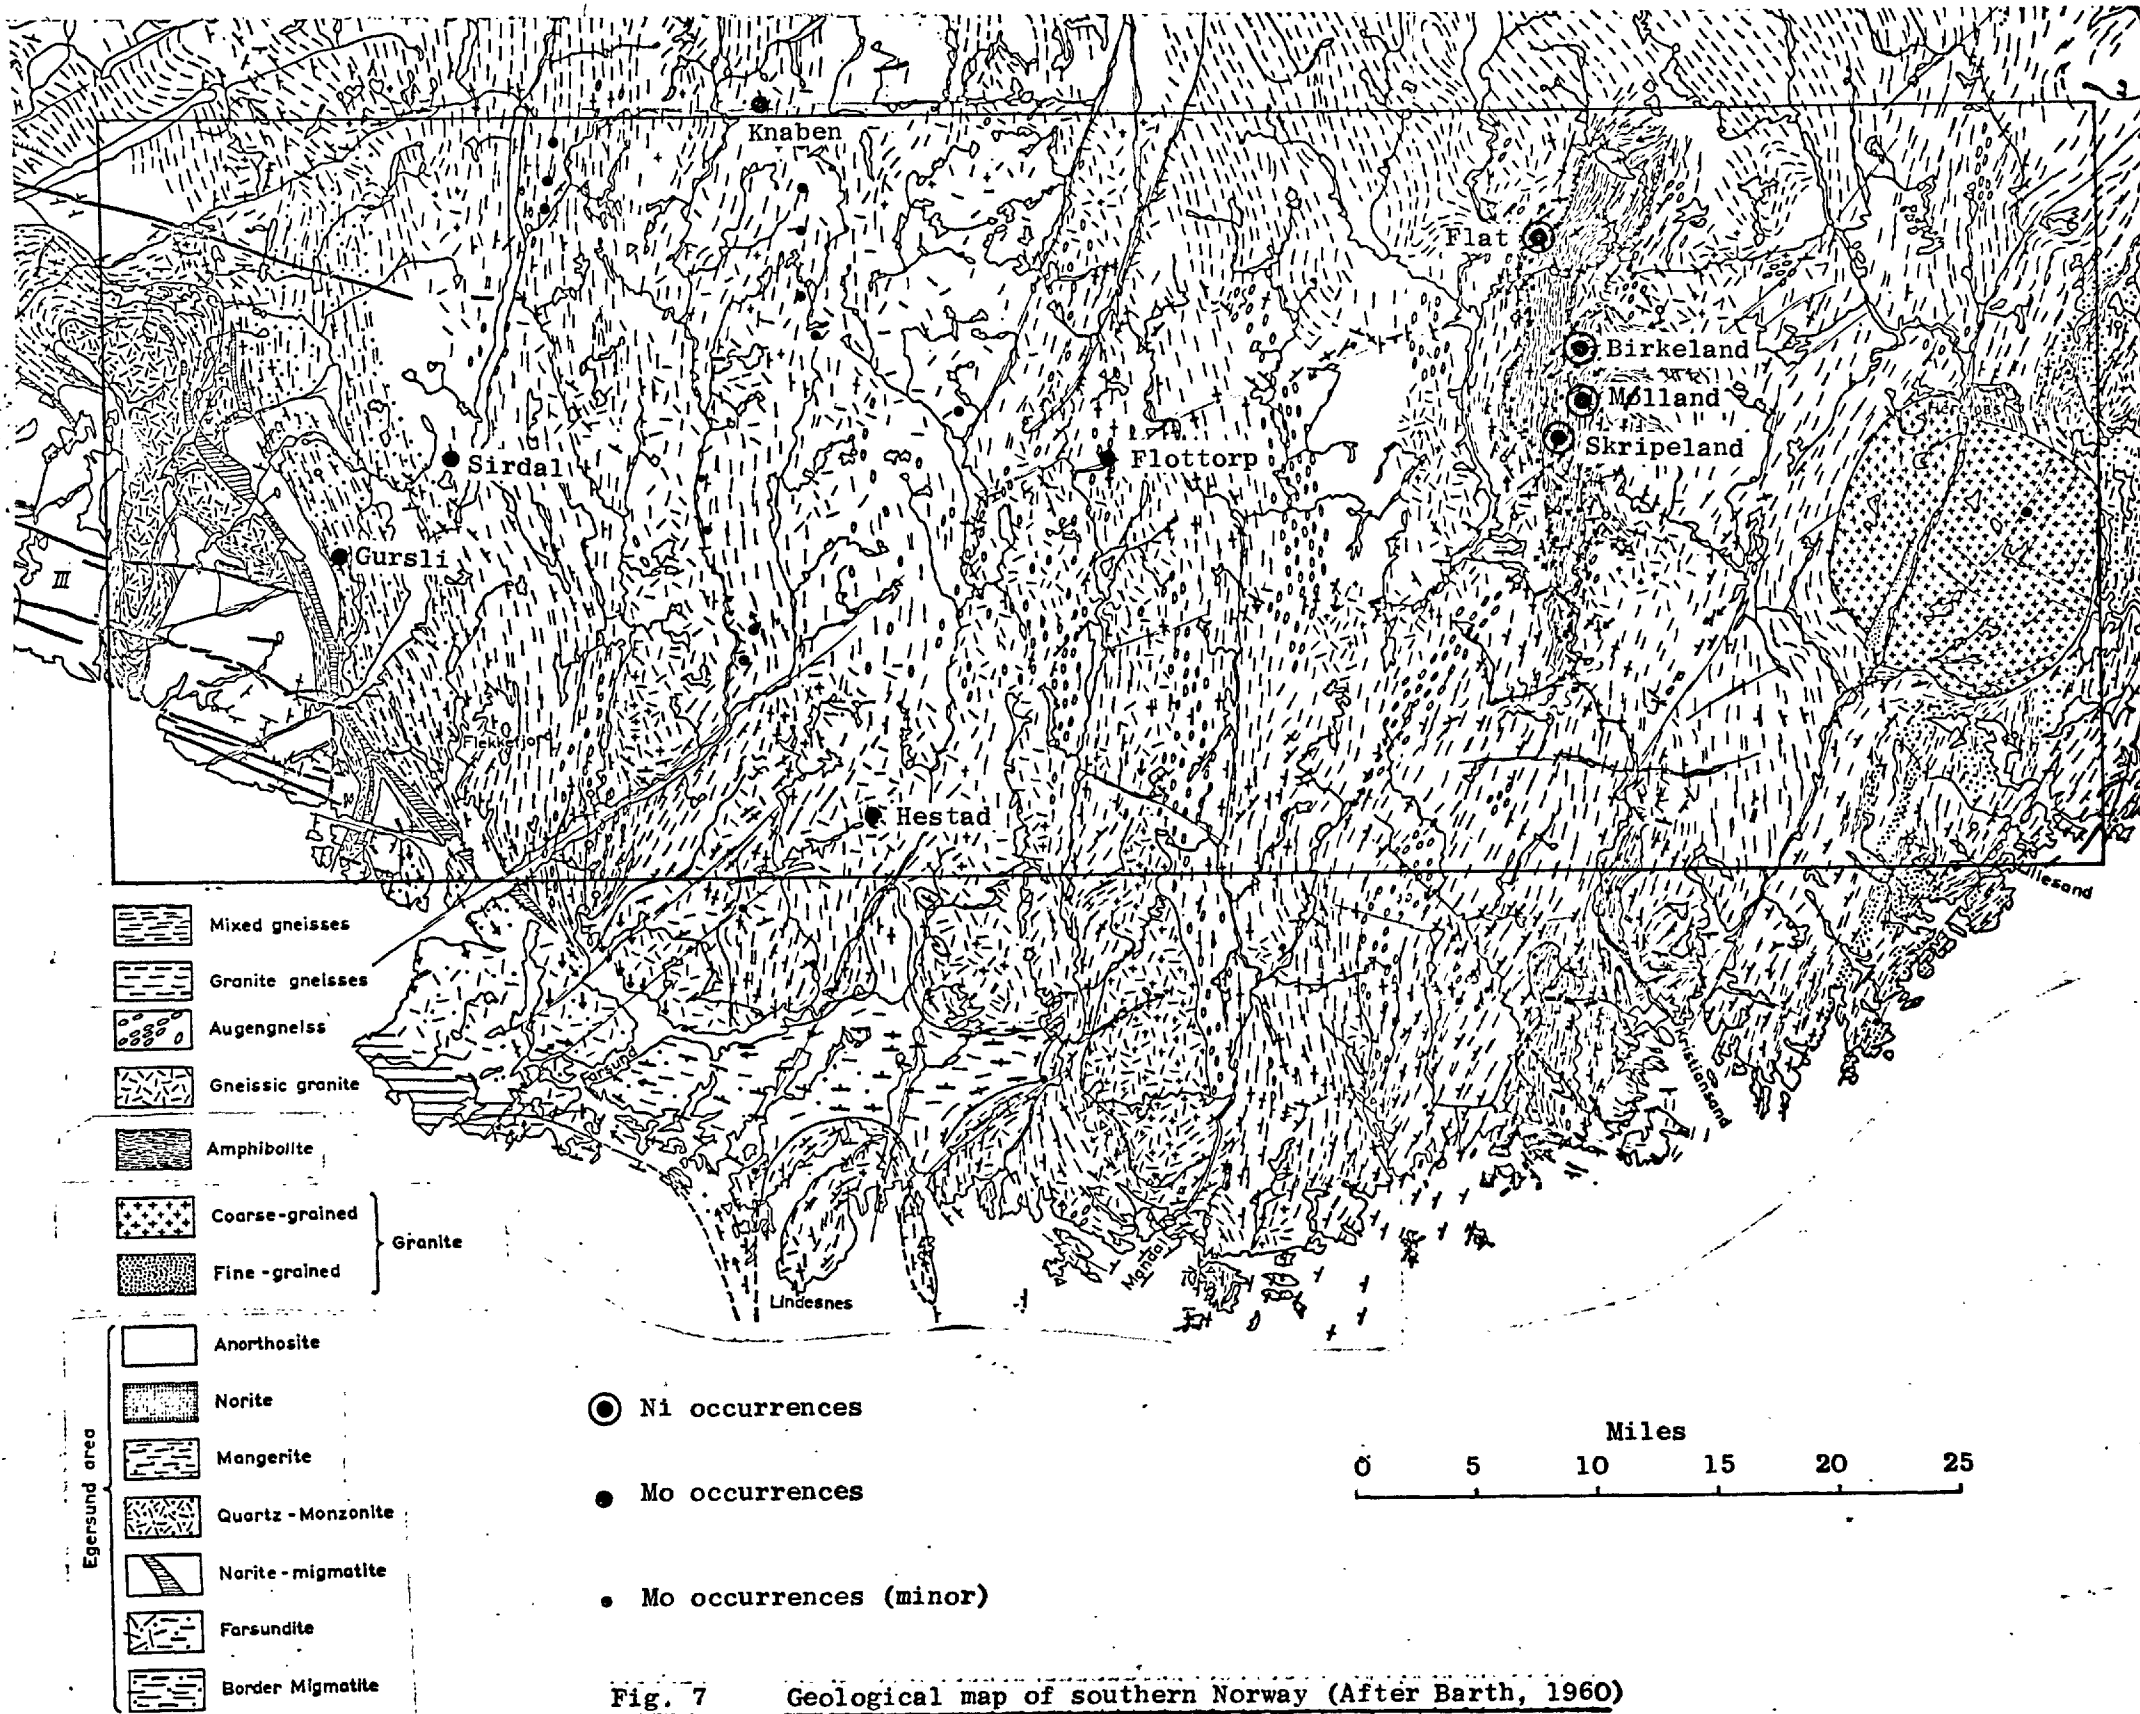 Knaben
Flat
Birkeland
Mølland
Skripeland
Flottorp
Sirdal
Gursli
III
Flekkefjord
Hestad
Lillesand
Farsund
Kristiansand
Mandal
Lindesnes
Mixed gneisses
Granite gneisses
Augengneiss
Gneissic granite
Amphibolite
Coarse-grained
Granite
Fine-grained
Anorthosite
Norite
Mangerite
Quartz-Monzonite
Norite-migmatite
Farsundite
Border Migmatite
Egersund area
Ni occurrences
Mo occurrences
Mo occurrences (minor)
Miles
0 5 10 15 20 25
Fig. 7 Geological map of southern Norway (After Barth, 1960)